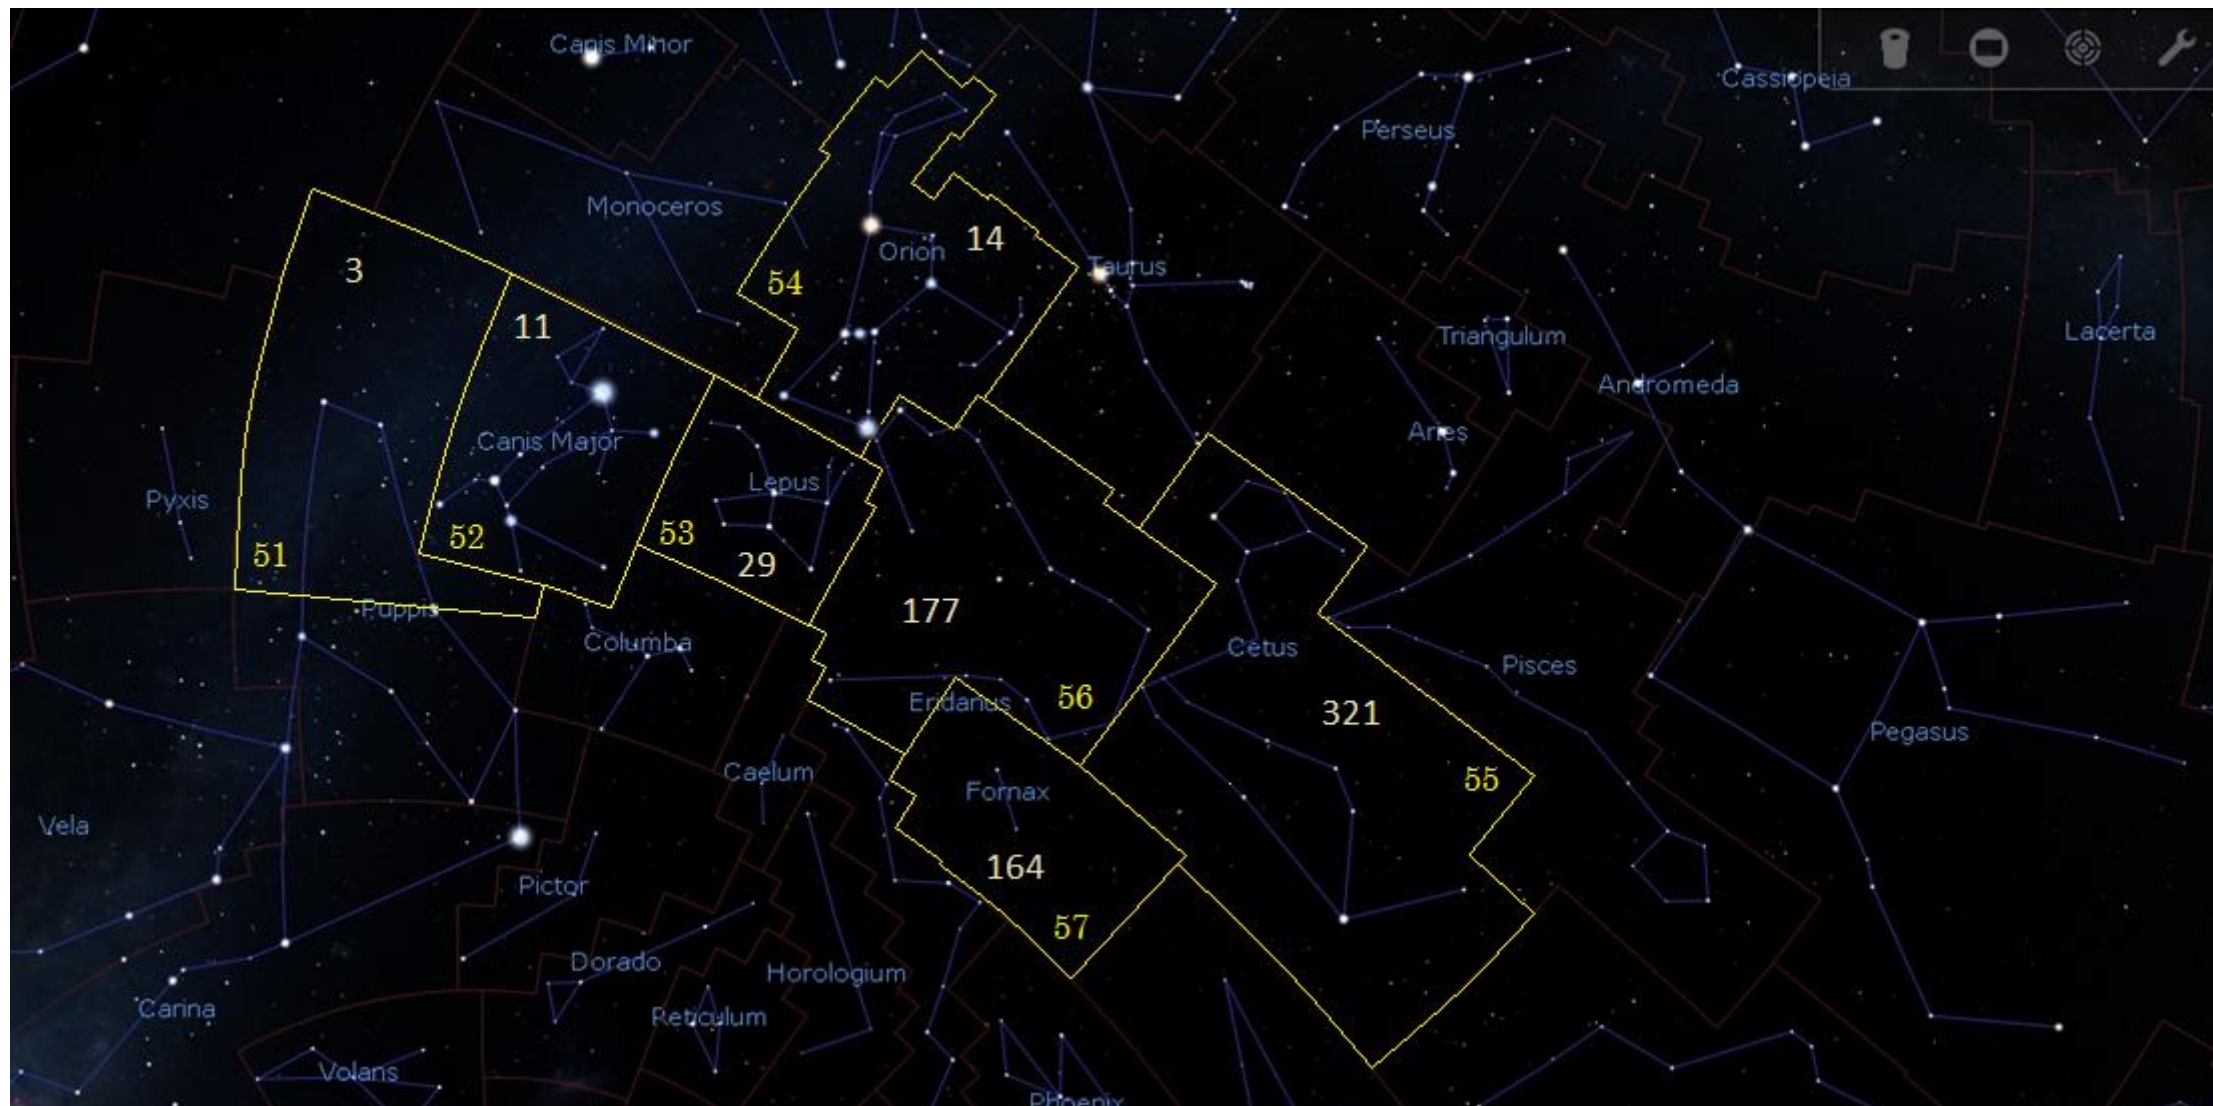 Canis Minor
Cassiopeia
Perseus
Monoceros
Orion
14
3
54
Taurus
11
Triangulum
Lacerta
Andromeda
Canis Major
Aries
Lepus
Pyxis
51
52
53
29
177
Puppis
Columba
Cetus
Pisces
Eridanus
56
321
Pegasus
Caelum
Fornax
55
Vela
164
Pictor
57
Dorado
Horologium
Carina
Reticulum
Volans
Phoenix